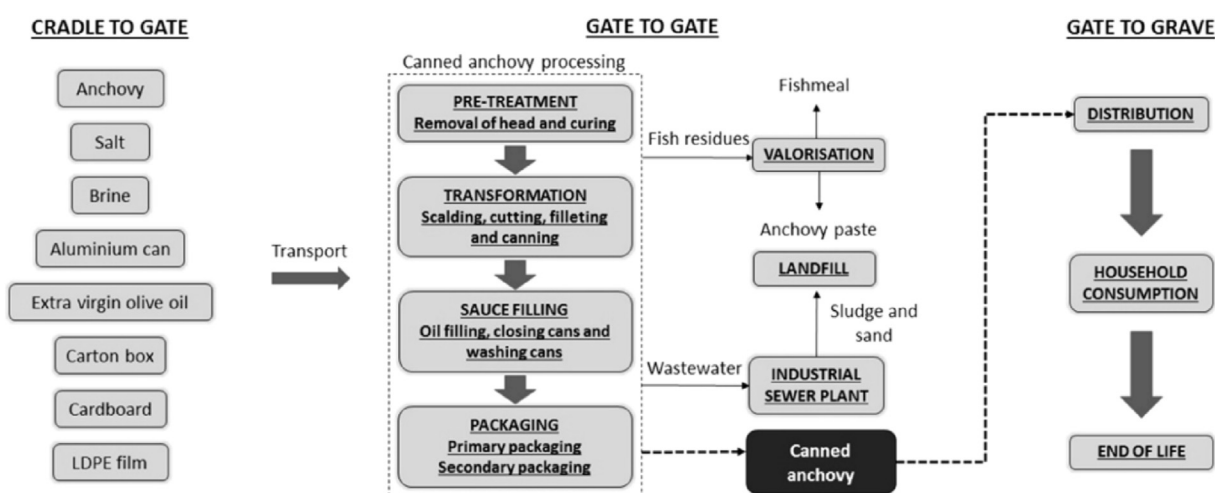 CRADLE TO GATE
Anchovy
Salt
Brine
Aluminium can
Extra virgin olive oil
Carton box
Cardboard
LDPE film
Transport
GATE TO GATE
Canned anchovy processing
PRE-TREATMENT
Removal of head and curing
TRANSFORMATION
Scalding, cutting, filleting
and canning
SAUCE FILLING
Oil filling, closing cans and
washing cans
PACKAGING
Primary packaging
Secondary packaging
Fish residues
Fishmeal
VALORISATION
Anchovy paste
LANDFILL
Sludge and
sand
Wastewater
INDUSTRIAL
SEWER PLANT
Canned
anchovy
GATE TO GRAVE
DISTRIBUTION
HOUSEHOLD
CONSUMPTION
END OF LIFE